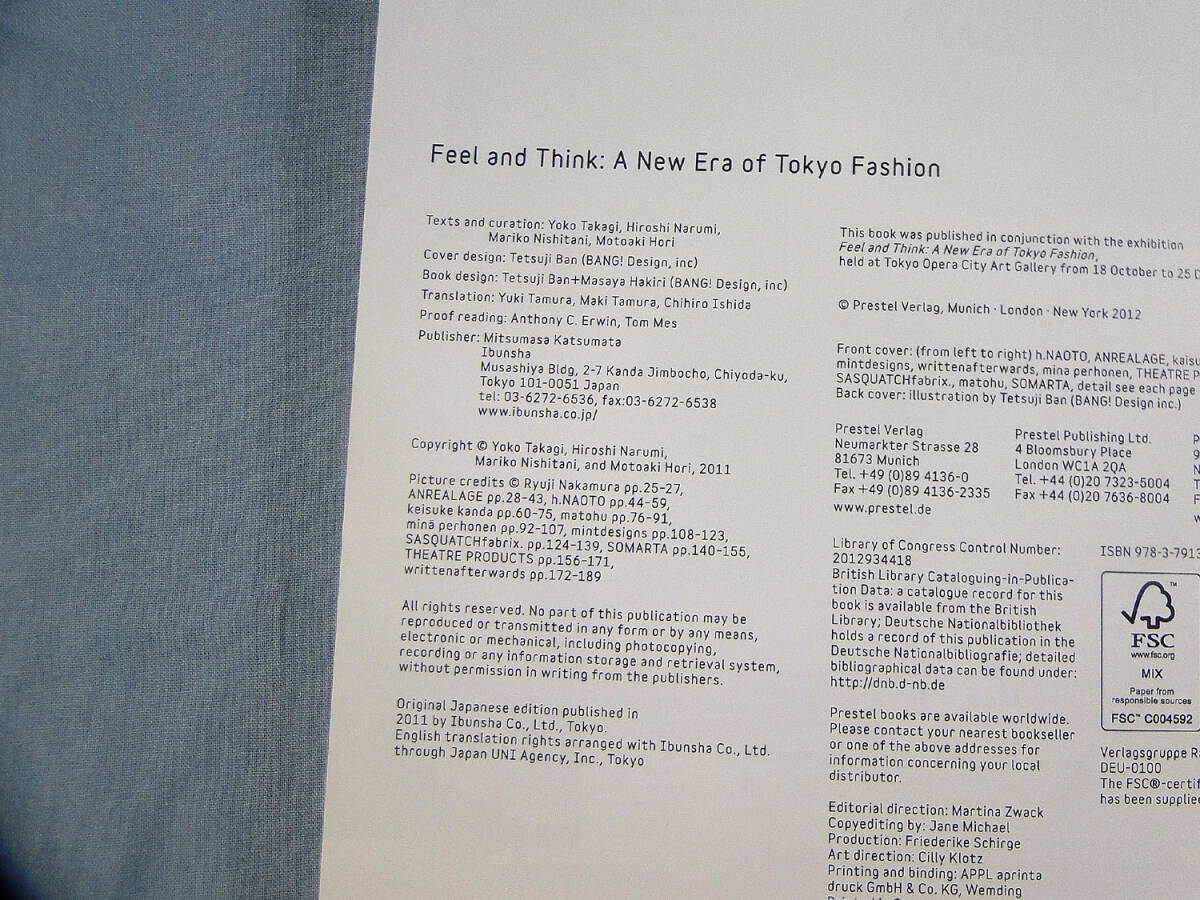 Feel and Think: A New Era of Tokyo Fashion
Texts and curation: Yoko Takagi, Hiroshi Narumi,
Mariko Nishitani, Motoaki Hori
Cover design: Tetsuji Ban (BANG! Design, inc)
Book design: Tetsuji Ban+Masaya Hakiri (BANG! Design, inc)
Translation: Yuki Tamura, Maki Tamura, Chihiro Ishida
Proof reading: Anthony C. Erwin, Tom Mes
Publisher: Mitsumasa Katsumata
Ibunsha
Musashiya Bldg, 2-7 Kanda Jimbocho, Chiyoda-ku,
Tokyo 101-0051 Japan
tel: 03-6272-6536, fax:03-6272-6538
www.ibunsha.co.jp/
Copyright © Yoko Takagi, Hiroshi Narumi,
Mariko Nishitani, and Motoaki Hori, 2011
Picture credits © Ryuji Nakamura pp.25-27,
ANREALAGE pp.28-43, h.NAOTO pp.44-59,
keisuke kanda pp.60-75, matohu pp.76-91,
minä perhonen pp.92-107, mintdesigns pp.108-123,
SASQUATCHfabrix. pp.124-139, SOMARTA pp.140-155,
THEATRE PRODUCTS pp.156-171,
writtenafterwards pp.172-189
All rights reserved. No part of this publication may be
reproduced or transmitted in any form or by any means,
electronic or mechanical, including photocopying,
recording or any information storage and retrieval system,
without permission in writing from the publishers.
Original Japanese edition published in
2011 by Ibunsha Co., Ltd., Tokyo.
English translation rights arranged with Ibunsha Co., Ltd.
through Japan UNI Agency, Inc., Tokyo
This book was published in conjunction with the exhibition
Feel and Think: A New Era of Tokyo Fashion,
held at Tokyo Opera City Art Gallery from 18 October to 25
© Prestel Verlag, Munich · London · New York 2012
Front cover: (from left to right) h.NAOTO, ANREALAGE,
mintdesigns, writtenafterwards, mina perhonen, THEATRE
SASQUATCHfabrix., matohu, SOMARTA, detail see each page
Back cover: illustration by Tetsuji Ban (BANG! Design inc.)
Prestel Verlag
Neumarkter Strasse 28
81673 Munich
Tel. +49 (0)89 4136-0
Fax +49 (0)89 4136-2335
www.prestel.de
Prestel Publishing Ltd.
4 Bloomsbury Place
London WC1A 2QA
Tel. +44 (0)20 7323-5004
Fax +44 (0)20 7636-8004
Library of Congress Control Number:
2012934418
British Library Cataloguing-in-Publica-
tion Data: a catalogue record for this
book is available from the British
Library; Deutsche Nationalbibliothek
holds a record of this publication in the
Deutsche Nationalbibliografie; detailed
bibliographical data can be found under:
http://dnb.d-nb.de
Prestel books are available worldwide.
Please contact your nearest bookseller
or one of the above addresses for
information concerning your local
distributor.
Editorial direction: Martina Zwack
Copyediting by: Jane Michael
Production: Friederike Schirge
Art direction: Cilly Klotz
Printing and binding: APPL aprinta
druck GmbH & Co. KG, Wemding
ISBN 978-3-7913
FSC
www.fsc.org
MIX
Paper from
responsible sources
FSC™ C004592
Verlagsgruppe
DEU-0100
The
has been